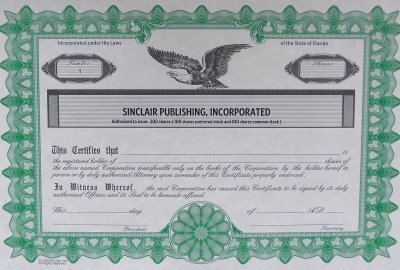 Incorporated under the Laws
of the State of Florida
Number
1
Shares
SINCLAIR PUBLISHING, INCORPORATED
Authorized to issue: 200 shares ( 100 shares preferred stock and 100 shares common stock )
This Certifies that is
the registered holder of shares of
the above named Corporation transferable only on the books of the Corporation by the holder hereof in
person or by duly authorized Attorney upon surrender of this Certificate properly endorsed.
In Witness Whereof, the said Corporation has caused this Certificate to be signed by its duly
authorized Officers and its Seal to be hereunto affixed.
This day of A.D.
President
Secretary